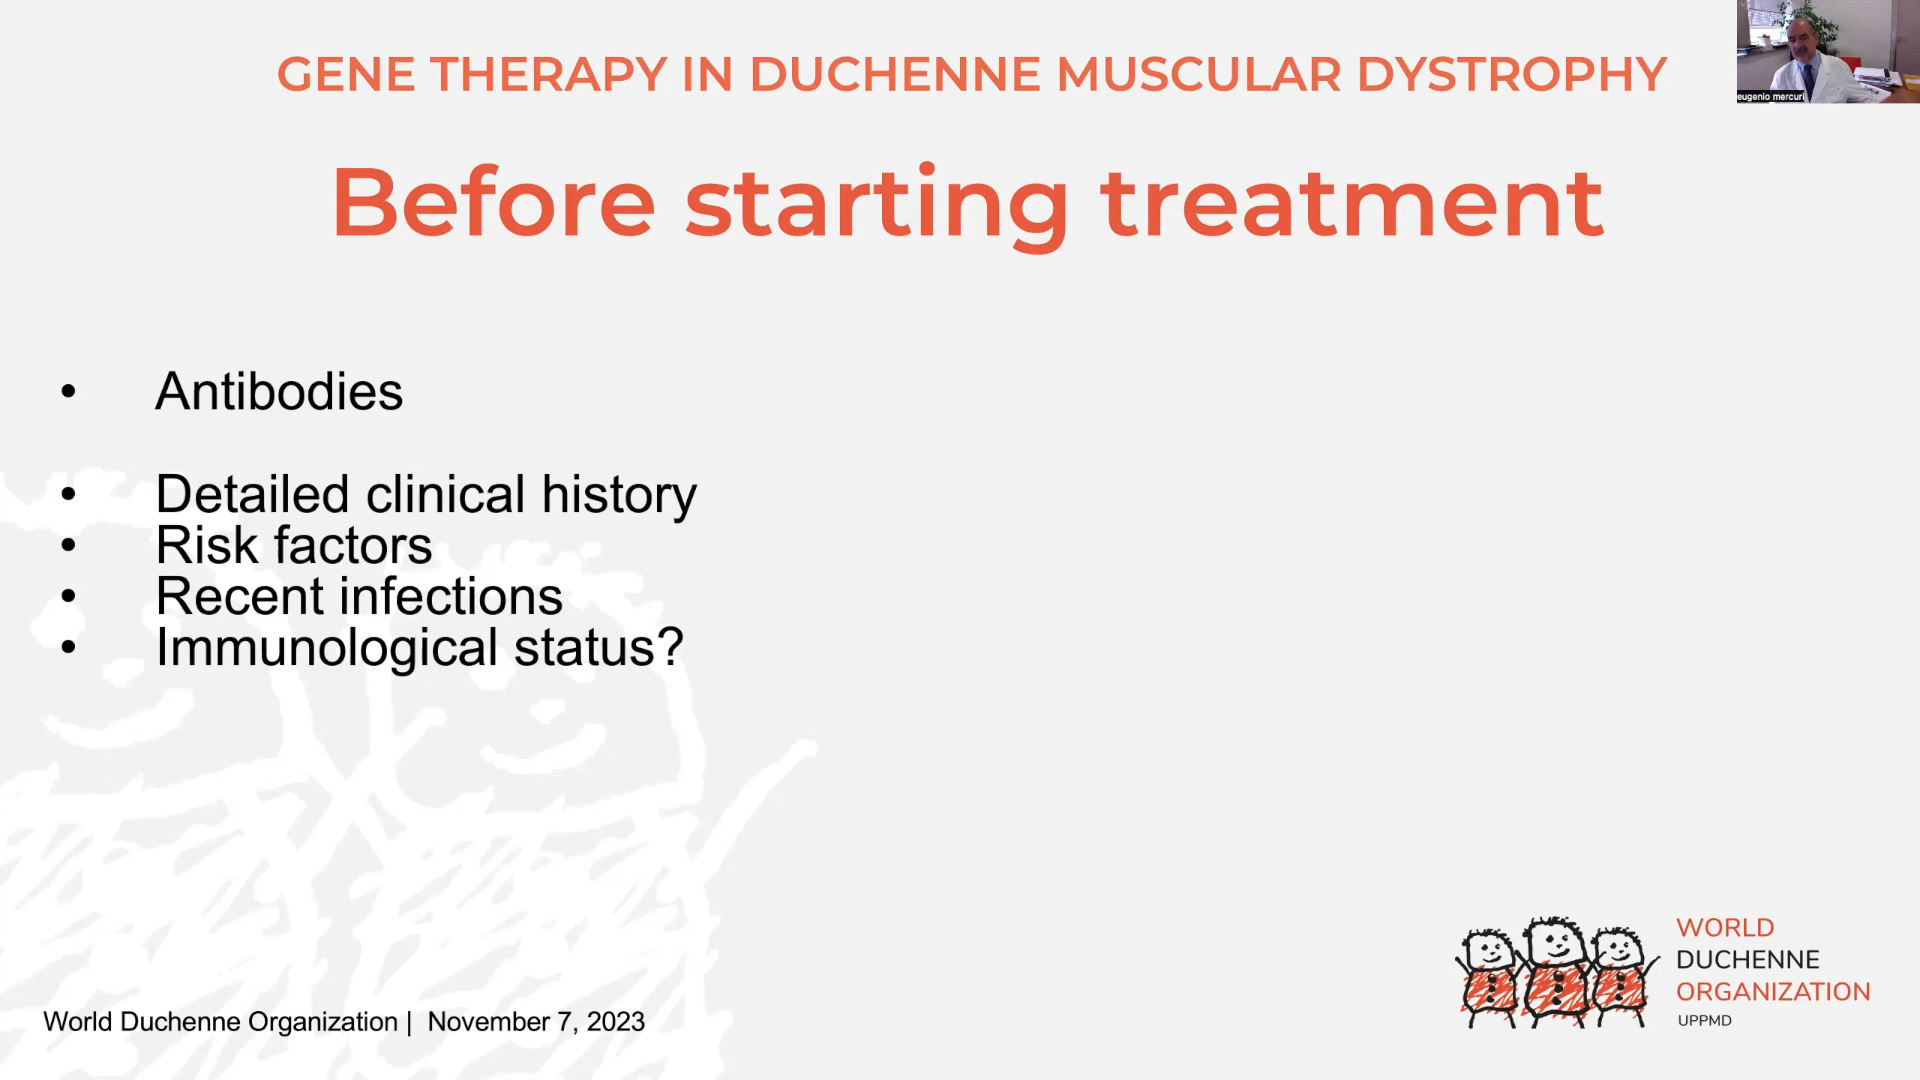 GENE THERAPY IN DUCHENNE MUSCULAR DYSTROPHY
eugenio mercuri
Before starting treatment
• Antibodies
• Detailed clinical history
• Risk factors
• Recent infections
• Immunological status?
World Duchenne Organization | November 7, 2023
WORLD
DUCHENNE
ORGANIZATION
UPPMD